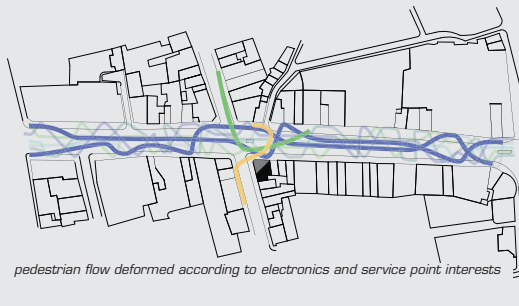 pedestrian flow deformed according to electronics and service point interests